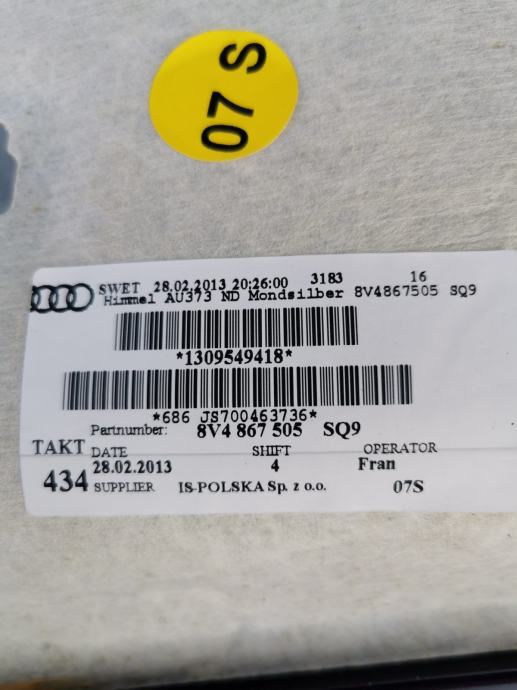 07 S
SWET 28.02.2013 20:26:00 3183 16
Himmel AU373 ND Mondsilber 8V4867505 SQ9
*1309549418*
*686 JS700463736*
Partnumber: 8V4 867 505 SQ9
TAKT DATE SHIFT OPERATOR
434 28.02.2013 4 Fran
SUPPLIER IS-POLSKA Sp. z o.o. 07S